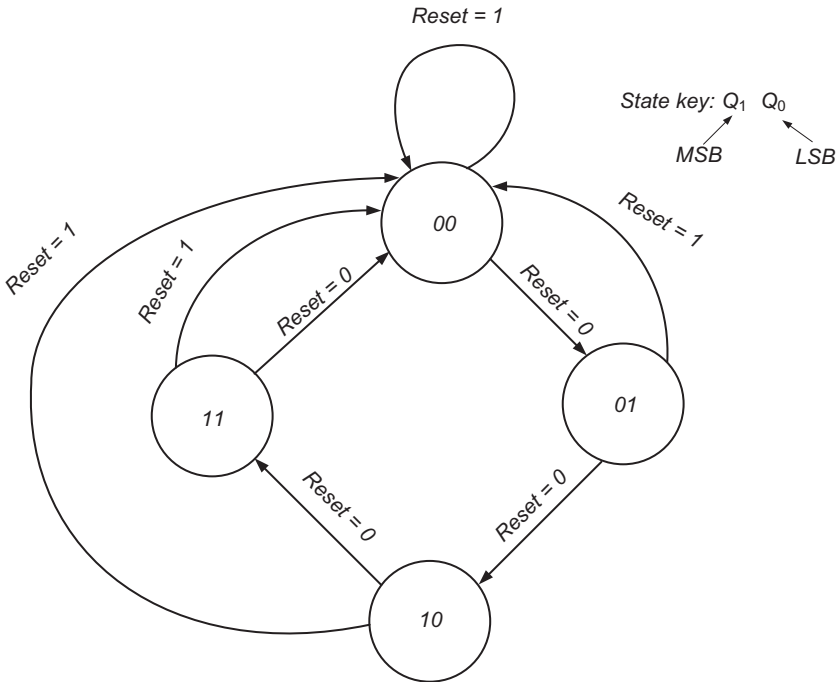 Reset = 1
State key: Q₁ Q₀
MSB
LSB
Reset = 1
Reset = 1
Reset = 1
00
Reset = 0
Reset = 0
11
01
Reset = 0
Reset = 0
10